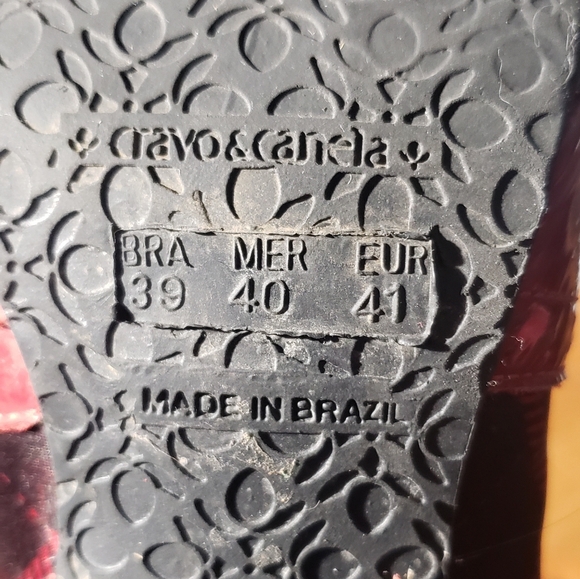 cravo&canela
BRA MER EUR
39 40 41
MADE IN BRAZIL